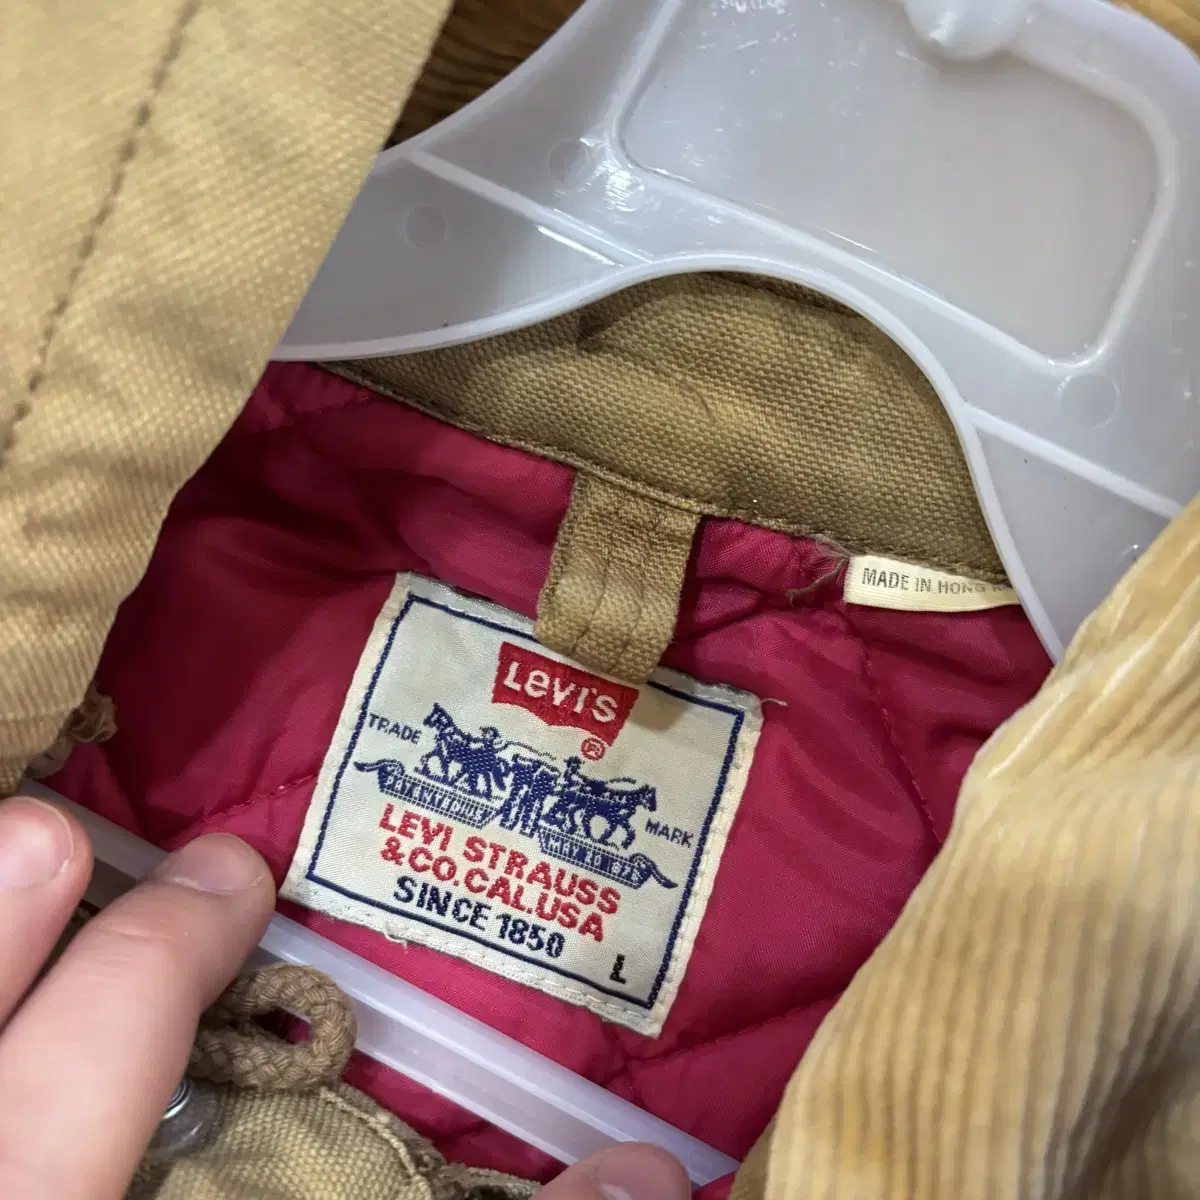 MADE IN HONG
LEVI'S
®
TRADE
MARK
LEVI STRAUSS
&CO.CAL.USA
SINCE 1850
L